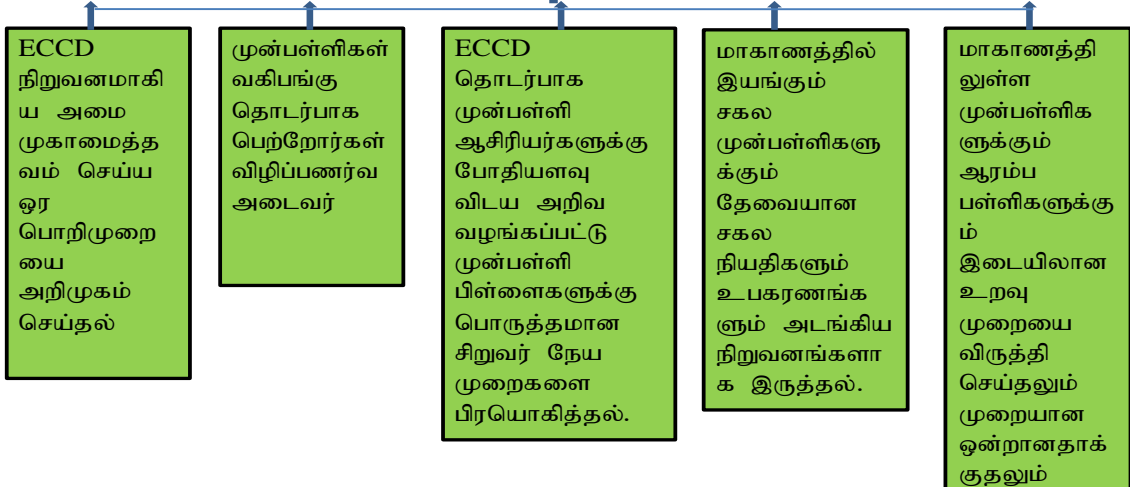 ECCD
நிறுவனமாகி
ய அமை
முகாமைத்த
வம் செய்ய
ஒர
பொறிமுறை
யை
அறிமுகம்
செய்தல்
முன்பள்ளிகள்
வகிபங்கு
தொடர்பாக
பெற்றோர்கள்
விழிப்பணர்வ
அடைவர்
ECCD
தொடர்பாக
முன்பள்ளி
ஆசிரியர்களுக்கு
போதியளவு
விடய அறிவ
வழங்கப்பட்டு
முன்பள்ளி
பிள்ளைகளுக்கு
பொருத்தமான
சிறுவர் நேய
முறைகளை
பிரயொகித்தல்.
மாகாணத்தில்
இயங்கும்
சகல
முன்பள்ளிகளு
க்கும்
தேவையான
சகல
நியதிகளும்
உபகரணங்க
ளும் அடங்கிய
நிறுவனங்களா
க இருத்தல்.
மாகாணத்தி
லுள்ள
முன்பள்ளிக
ளுக்கும்
ஆரம்ப
பள்ளிகளுக்கு
ம்
இடையிலான
உறவு
முறையை
விருத்தி
செய்தலும்
முறையான
ஒன்றானதாக்
குதலும்